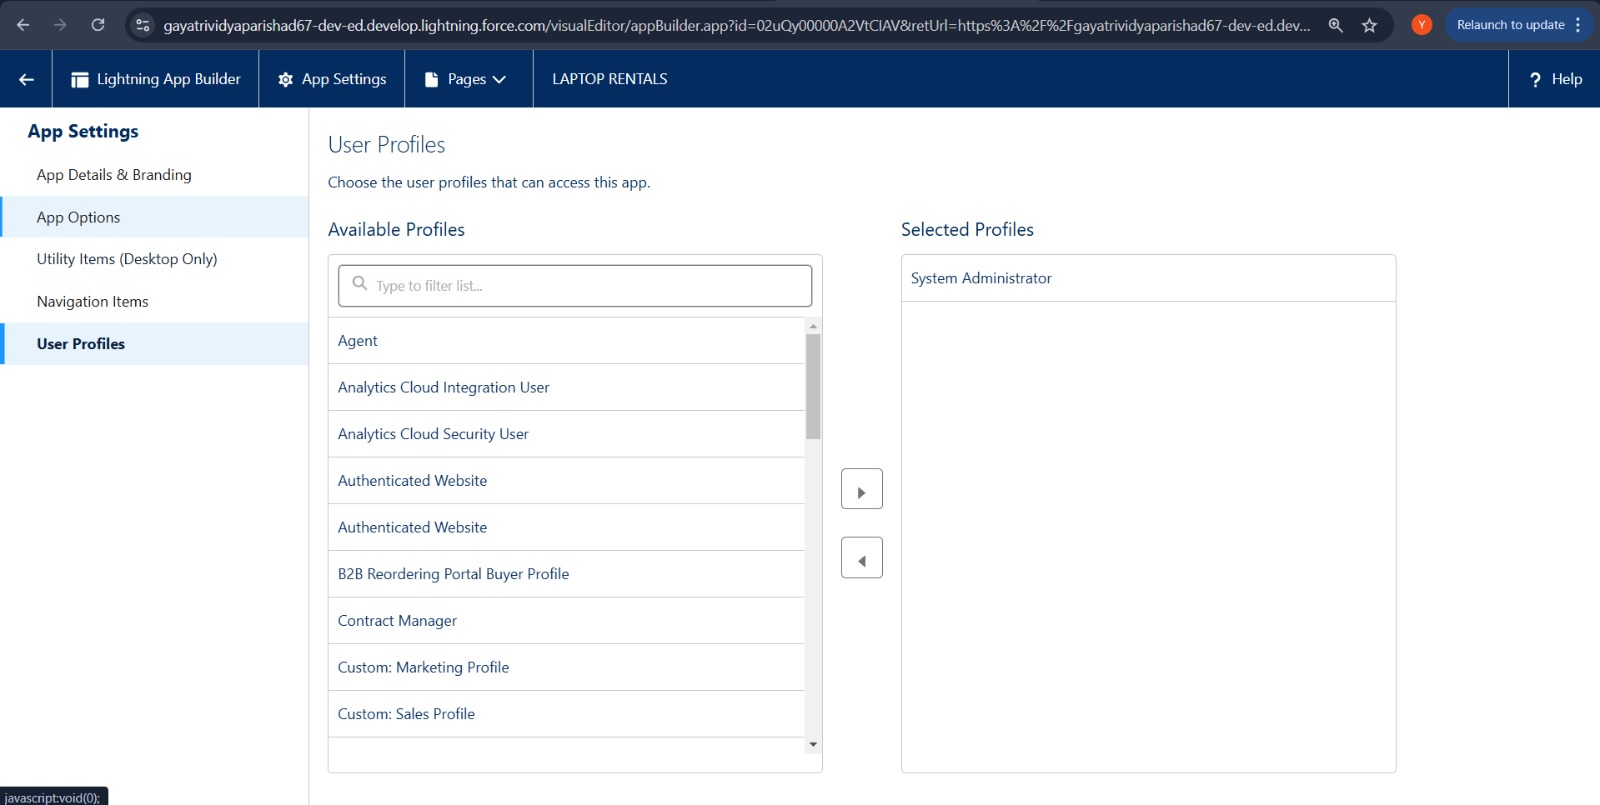 gayatrividyaparishad67-dev-ed.develop.lightning.force.com/visualEditor/appBuilder.app?id=02uQy00000A2VtCIAV&retUrl=https%3A%2F%2Fgayatrividyaparishad67-dev-ed.dev...
Y
Relaunch to update
Lightning App Builder
App Settings
Pages
LAPTOP RENTALS
? Help
App Settings
App Details & Branding
App Options
Utility Items (Desktop Only)
Navigation Items
User Profiles
User Profiles
Choose the user profiles that can access this app.
Available Profiles
Type to filter list...
Agent
Analytics Cloud Integration User
Analytics Cloud Security User
Authenticated Website
Authenticated Website
B2B Reordering Portal Buyer Profile
Contract Manager
Custom: Marketing Profile
Custom: Sales Profile
Selected Profiles
System Administrator
javascript:void(0);